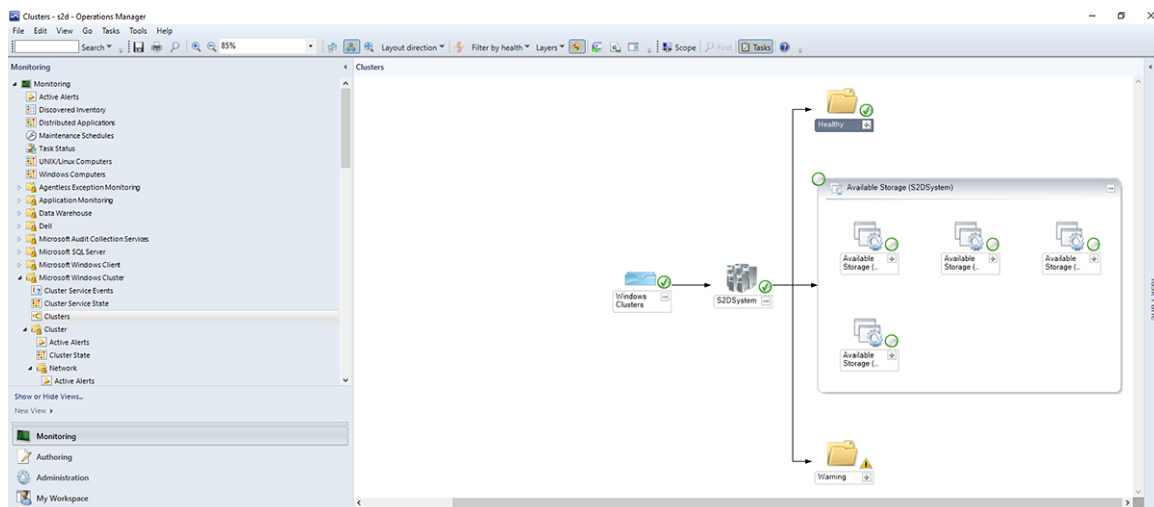 Clusters - s2d - Operations Manager
File Edit View Go Tasks Tools Help
Search 85% Layout direction Filter by health Layers Scope Find Tasks
Monitoring
Monitoring
Active Alerts
Discovered Inventory
Distributed Applications
Maintenance Schedules
Task Status
UNIX/Linux Computers
Windows Computers
Agentless Exception Monitoring
Application Monitoring
Data Warehouse
Dell
Microsoft Audit Collection Services
Microsoft SQL Server
Microsoft Windows Client
Microsoft Windows Cluster
Cluster Service Events
Cluster Service State
Clusters
Cluster
Active Alerts
Cluster State
Network
Active Alerts
Show or Hide Views...
New View
Monitoring
Authoring
Administration
My Workspace
Clusters
Healthy
Available Storage (S2DSystem)
Available
Storage (..
Available
Storage (..
Available
Storage (..
Windows
Clusters
S2DSystem
Available
Storage (..
Warning